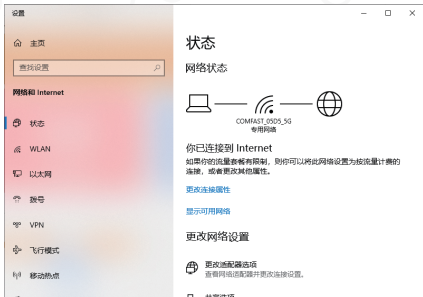 设置
主页
查找设置
网络和 Internet
状态
WLAN
以太网
拨号
VPN
飞行模式
移动热点
状态
网络状态
COMFAST_05D5_5G
专用网络
你已连接到 Internet
如果你的流量套餐有限制，则你可以将此网络设置为按流量计费的
连接，或者更改其他属性。
更改连接属性
显示可用网络
更改网络设置
更改适配器选项
查看网络适配器并更改连接设置。